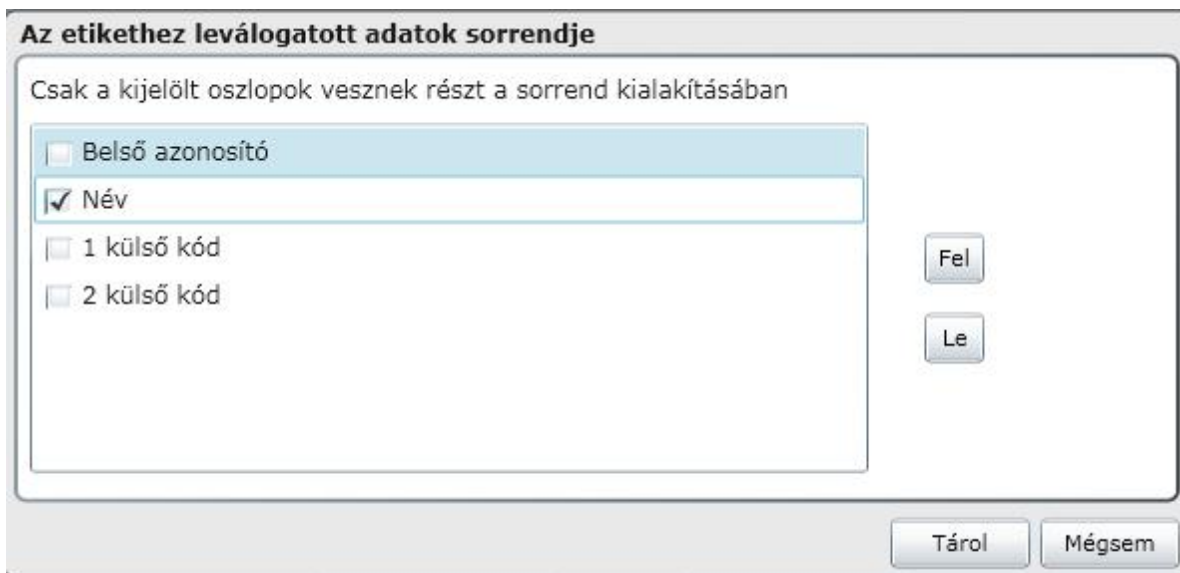 Az etikethez leválogatott adatok sorrendje
Csak a kijelölt oszlopok vesznek részt a sorrend kialakításában
Belső azonosító
Név
1 külső kód
2 külső kód
Fel
Le
Tárol
Mégsem